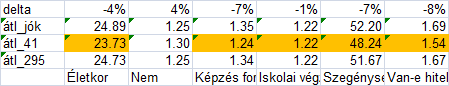 delta -4% 4% -7% -1% -7% -8%
átl_jók 24.89 1.25 1.35 1.22 52.20 1.69
átl_41 23.73 1.30 1.24 1.22 48.24 1.54
átl_295 24.73 1.25 1.34 1.22 51.67 1.67
Életkor Nem Képzés for Iskolai vég Szegénysé Van-e hitel